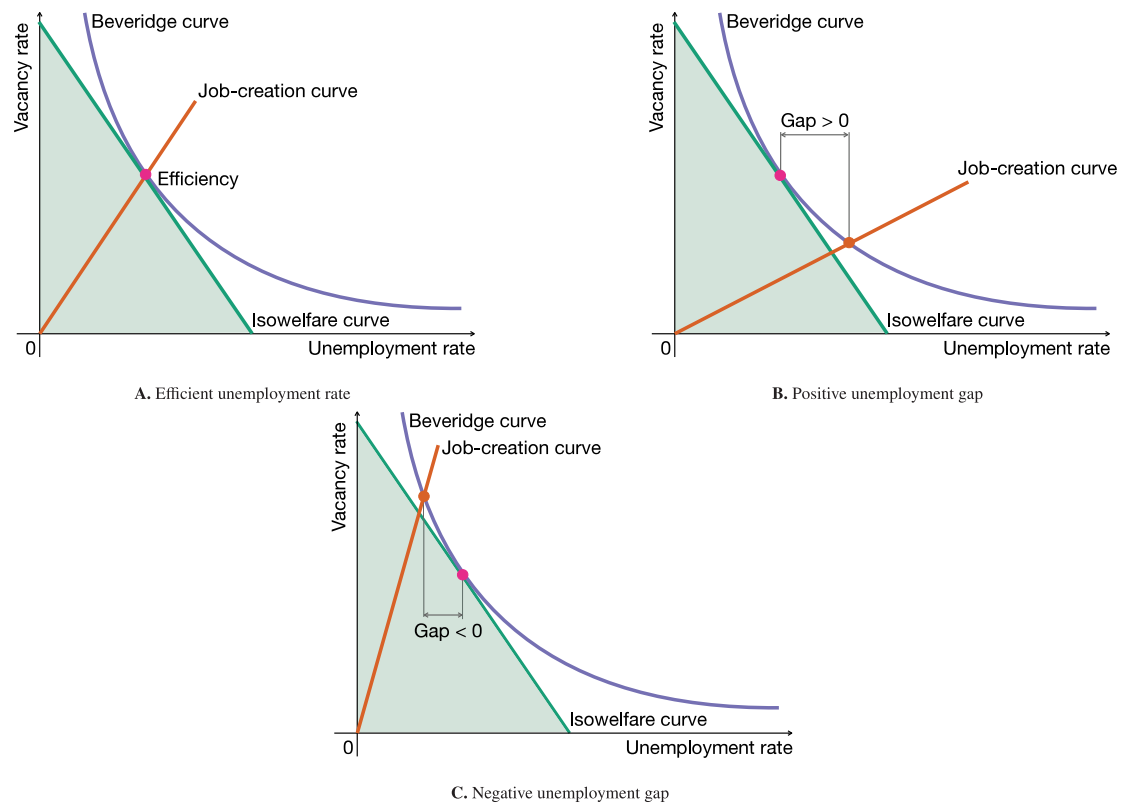 Beveridge curve
Vacancy rate
Job-creation curve
Efficiency
Isowelfare curve
0
Unemployment rate
A. Efficient unemployment rate
Beveridge curve
Vacancy rate
Gap > 0
Job-creation curve
Isowelfare curve
0
Unemployment rate
B. Positive unemployment gap
Beveridge curve
Job-creation curve
Vacancy rate
Gap < 0
Isowelfare curve
0
Unemployment rate
C. Negative unemployment gap